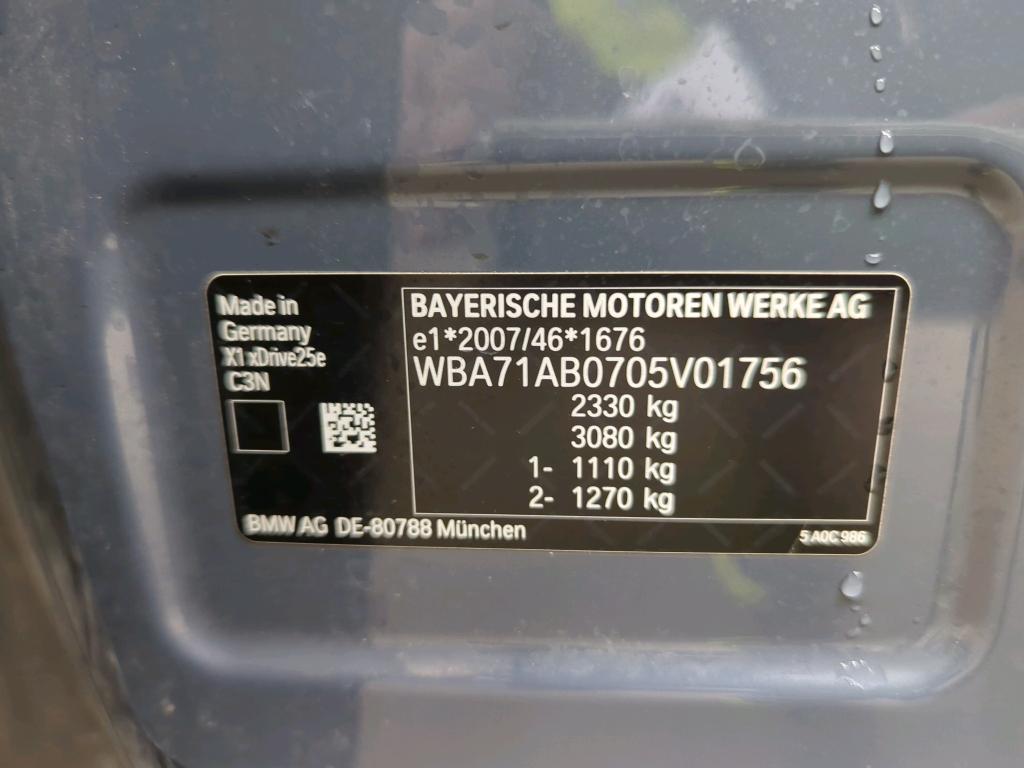 Made in
Germany
X1 xDrive25e
C3N
BAYERISCHE MOTOREN WERKE AG
e1*2007/46*1676
WBA71AB0705V01756
2330 kg
3080 kg
1- 1110 kg
2- 1270 kg
BMW AG DE-80788 München
5 A0C 986